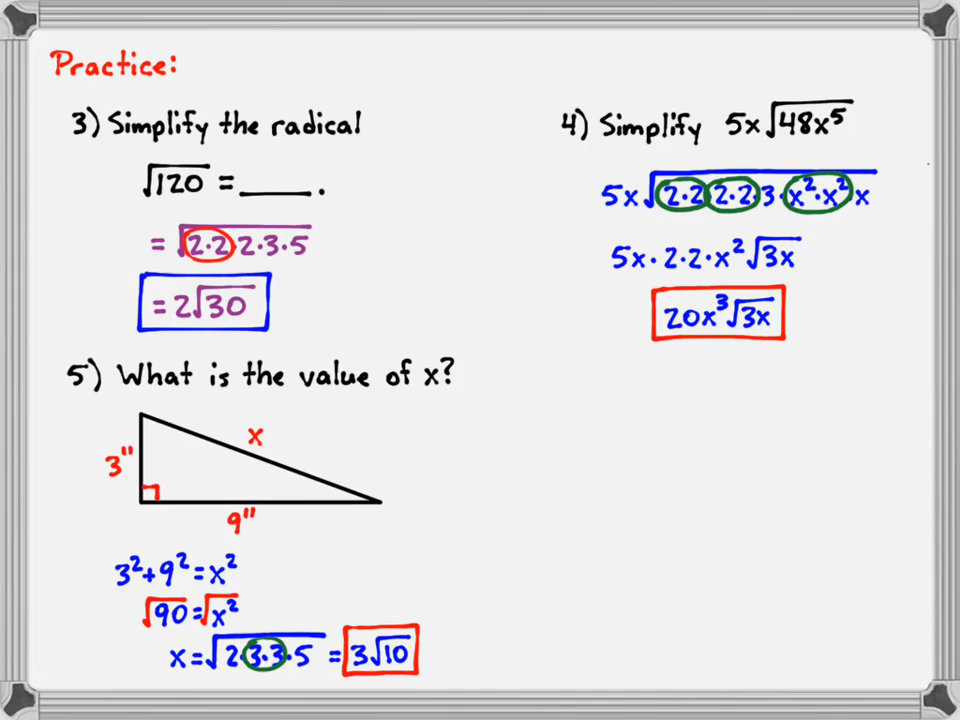 Practice:
3) Simplify the radical
√120 = ____.
= √2·2·2·3·5
= 2√30
4) Simplify 5x√48x⁵
5x√2·2·2·2·3·x²·x²·x
5x·2·2·x²√3x
20x³√3x
5) What is the value of x?
x
3"
9"
3²+9²=x²
√90=√x²
x=√2·3·3·5 = 3√10